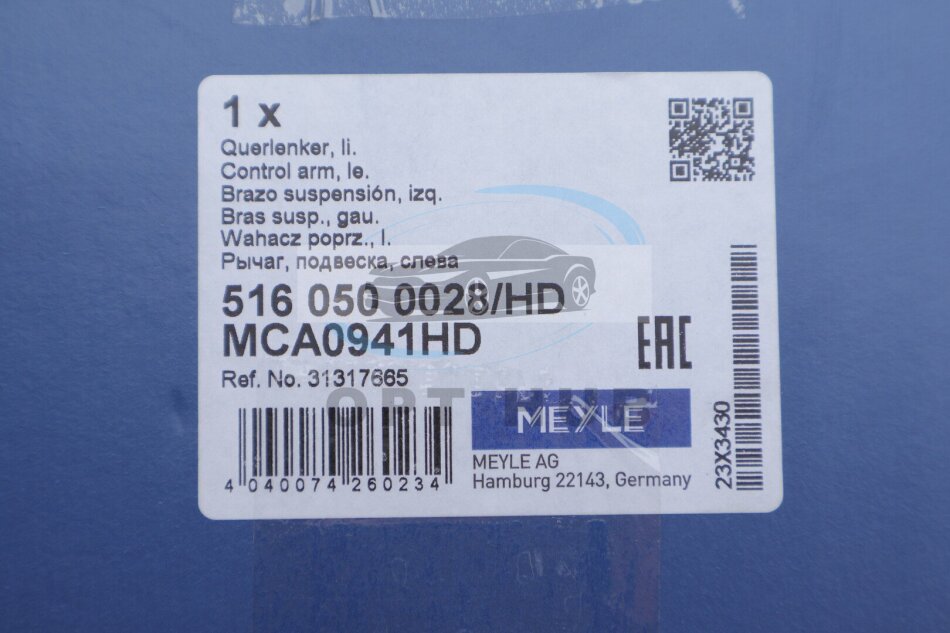 1 x
Querlenker, li.
Control arm, le.
Brazo suspensión, izq.
Bras susp., gau.
Wahacz poprz., l.
Рычаг, подвеска, слева
516 050 0028/HD
MCA0941HD
Ref. No. 31317665
EAC
MEYLE
MEYLE AG
Hamburg 22143, Germany
4 040074 260234
23X3430